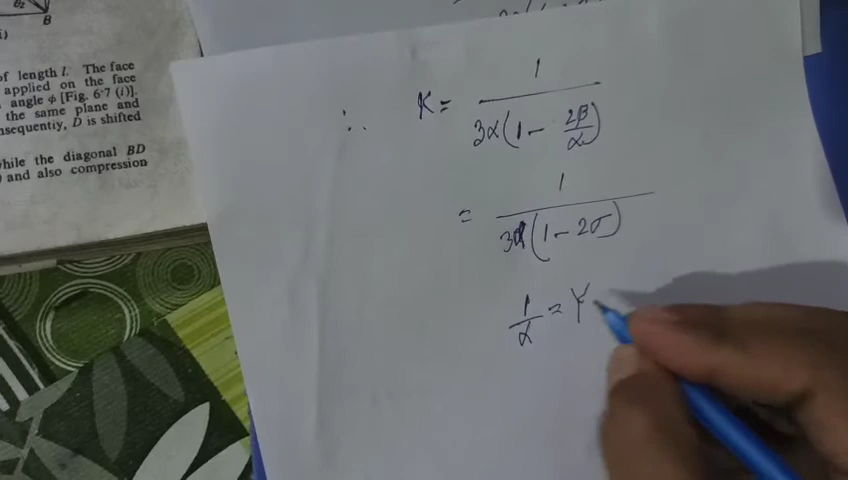 B
i)
of length l. The face
applied on the face
angle φ [Fig. 6·7 (i)].
the same plane and
nsequently, D is shifted
while the diagonal BD
and also compression
∴ K = 1 / 3α(1 - 2β/α)
= 1 / 3α(1 - 2σ)
1/α = Y